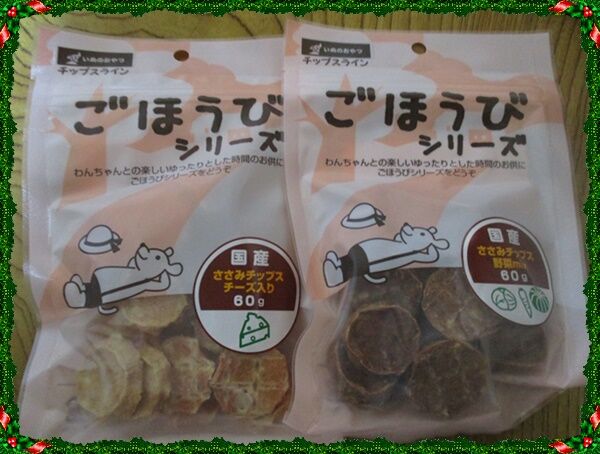 いぬのおやつ
チップスライン
ごほうび
シリーズ
わんちゃんとの楽しいゆったりとした時間のお供に
ごほうびシリーズをどうぞ
国産
ささみチップス
チーズ入り
60g
いぬのおやつ
チップスライン
ごほうび
シリーズ
わんちゃんとの楽しいゆったりとした時間のお供に
ごほうびシリーズをどうぞ
国産
ささみチップス
野菜mix
60g